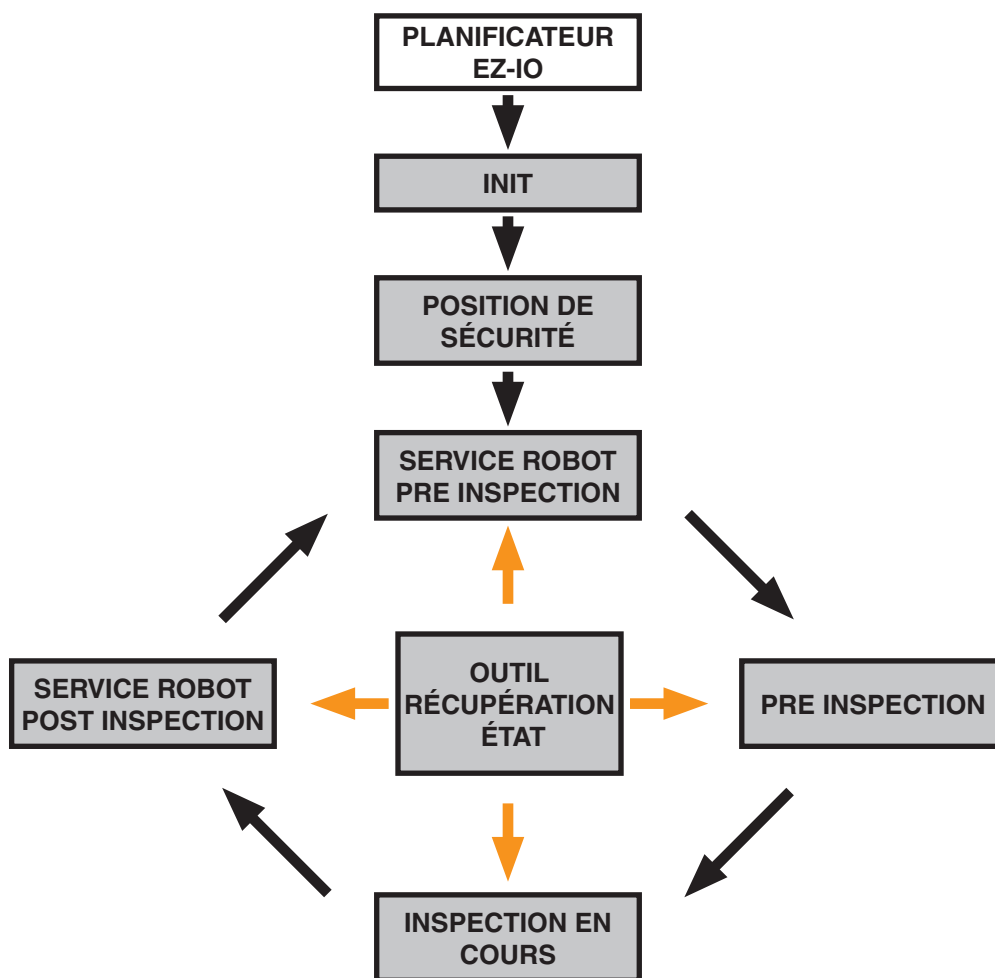 PLANIFICATEUR
EZ-IO
INIT
POSITION DE
SÉCURITÉ
SERVICE ROBOT
PRE INSPECTION
SERVICE ROBOT
POST INSPECTION
OUTIL
RÉCUPÉRATION
ÉTAT
PRE INSPECTION
INSPECTION EN
COURS